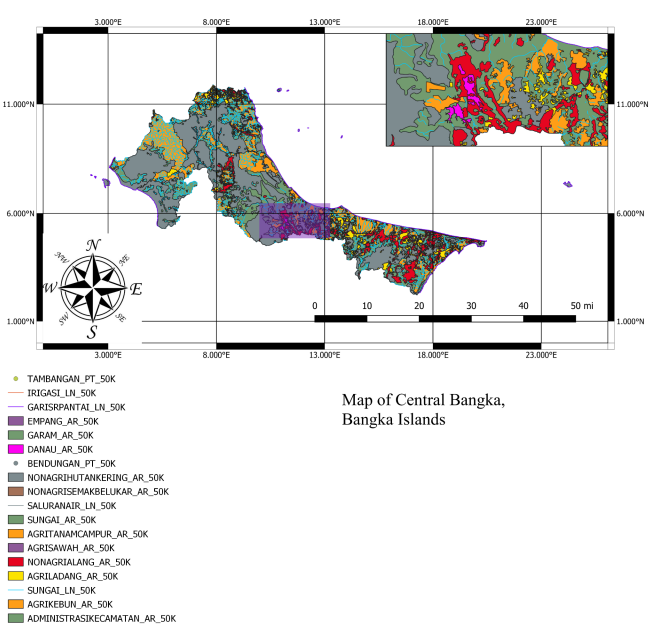 3.000°E 8.000°E 13.000°E 18.000°E 23.000°E
11.000°N 11.000°N
6.000°N 6.000°N
N
NW NE
W E
SW SE
S
0 10 20 30 40 50 mi
1.000°N 1.000°N
3.000°E 8.000°E 13.000°E 18.000°E 23.000°E
TAMBANGAN_PT_50K
IRIGASI_LN_50K
GARISRPANTAI_LN_50K
EMPANG_AR_50K
GARAM_AR_50K
DANAU_AR_50K
BENDUNGAN_PT_50K
NONAGRIHUTANKERING_AR_50K
NONAGRISEMAKBELUKAR_AR_50K
SALURANAIR_LN_50K
SUNGAI_AR_50K
AGRITANAMCAMPUR_AR_50K
AGRISAWAH_AR_50K
NONAGRIALANG_AR_50K
AGRILADANG_AR_50K
SUNGAI_LN_50K
AGRIKEBUN_AR_50K
ADMINISTRASIKECAMATAN_AR_50K
Map of Central Bangka,
Bangka Islands